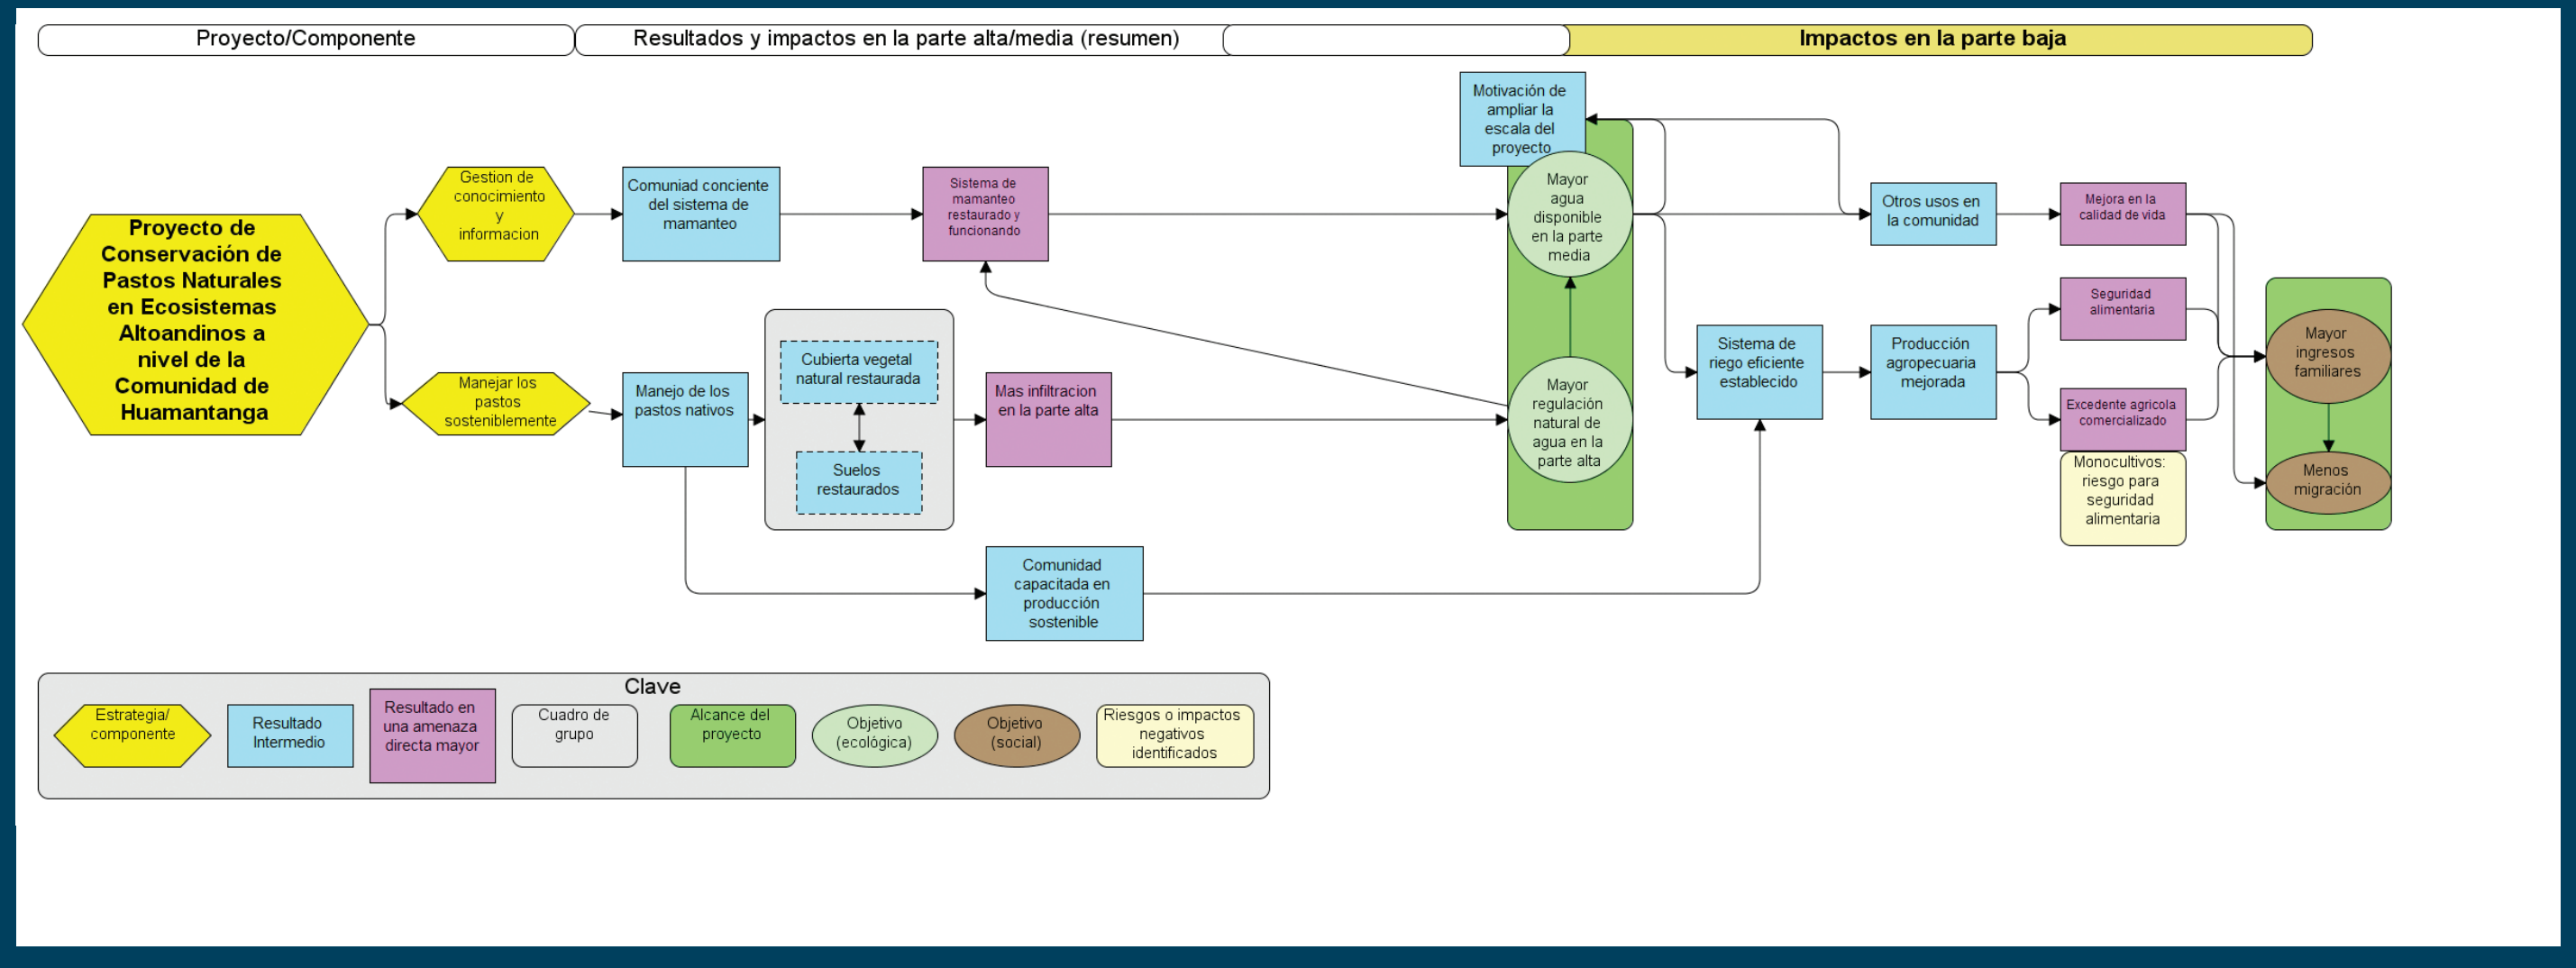 Proyecto/Componente
Resultados y impactos en la parte alta/media (resumen)
Impactos en la parte baja
Proyecto de
Conservación de
Pastos Naturales
en Ecosistemas
Altoandinos a
nivel de la
Comunidad de
Huamantanga
Gestion de
conocimiento
y
informacion
Manejar los
pastos
sosteniblemente
Comuniad conciente
del sistema de
mamanteo
Manejo de los
pastos nativos
Cubierta vegetal
natural restaurada
Suelos
restaurados
Sistema de
mamanteo
restaurado y
funcionando
Mas infiltracion
en la parte alta
Comunidad
capacitada en
producción
sostenible
Motivación de
ampliar la
escala del
proyecto
Mayor
agua
disponible
en la parte
media
Mayor
regulación
natural de
agua en la
parte alta
Sistema de
riego eficiente
establecido
Otros usos en
la comunidad
Producción
agropecuaria
mejorada
Mejora en la
calidad de vida
Seguridad
alimentaria
Excedente agricola
comercializado
Monocultivos:
riesgo para
seguridad
alimentaria
Mayor
ingresos
familiares
Menos
migración
Clave
Estrategia/
componente
Resultado
Intermedio
Resultado en
una amenaza
directa mayor
Cuadro de
grupo
Alcance del
proyecto
Objetivo
(ecológica)
Objetivo
(social)
Riesgos o impactos
negativos
identificados